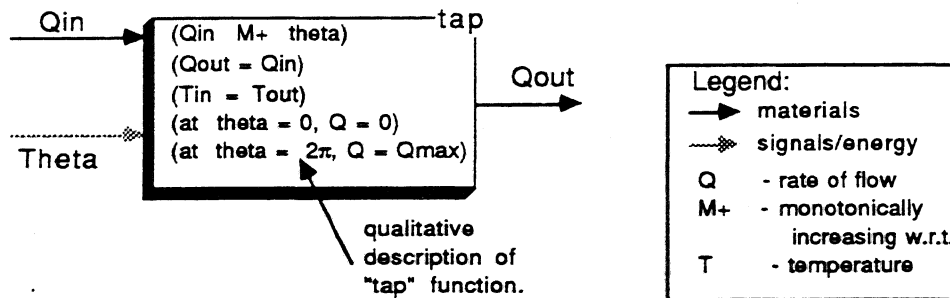 tap
Qin
(Qin M+ theta)
(Qout = Qin)
(Tin = Tout)
(at theta = 0, Q = 0)
(at theta = 2π, Q = Qmax)
Theta
Qout
qualitative
description of
"tap" function.
Legend:
materials
signals/energy
Q - rate of flow
M+ - monotonically
increasing w.r.t.
T - temperature